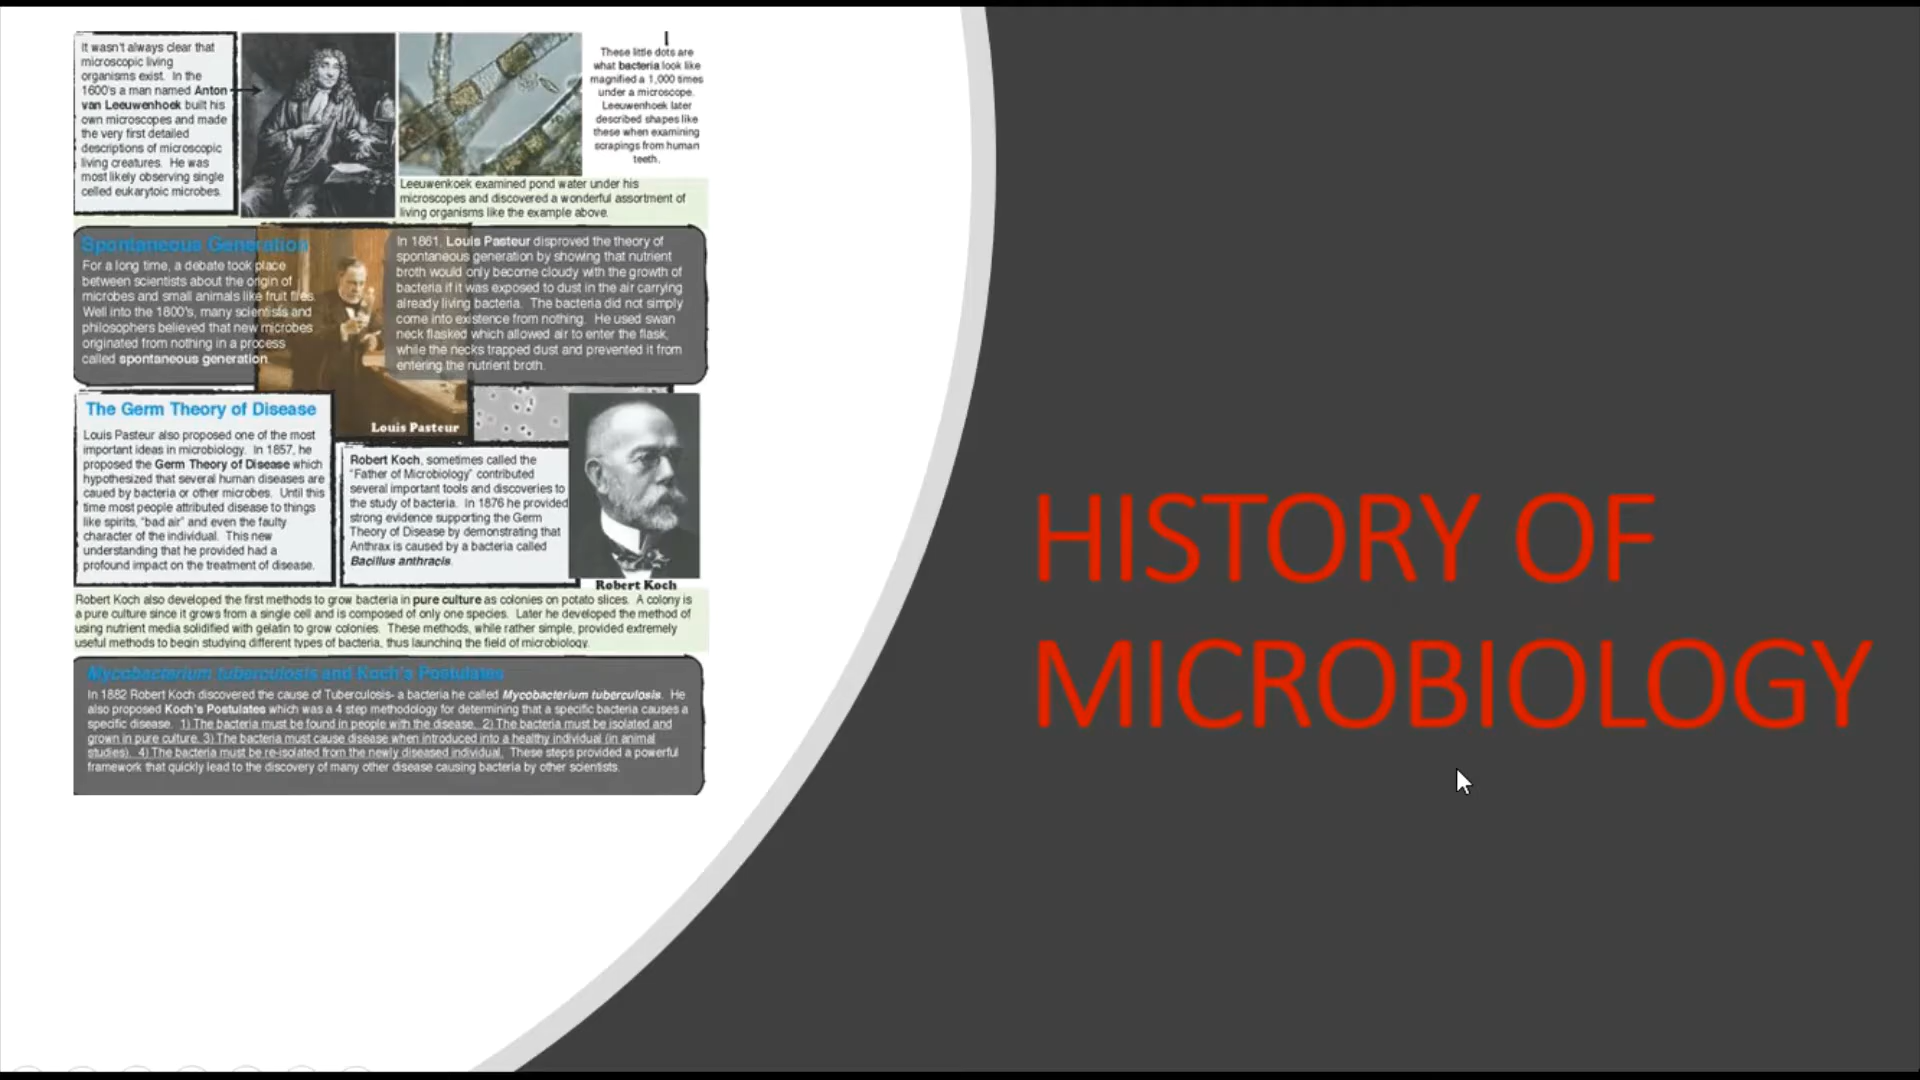 It wasn't always clear that
microscopic living
organisms exist. In the
1600's a man named Anton
van Leeuwenhoek built his
own microscopes and made
the very first detailed
descriptions of microscopic
living creatures. He was
most likely observing single
celled eukarytoic microbes.
These little dots are
what bacteria look like
magnified a 1,000 times
under a microscope.
Leeuwenhoek later
described shapes like
these when examining
scrapings from human
teeth.
Leeuwenkoek examined pond water under his
microscopes and discovered a wonderful assortment of
living organisms like the example above.
Spontaneous Generation
For a long time, a debate took place
between scientists about the origin of
microbes and small animals like fruit flies.
Well into the 1800's, many scientists and
philosophers believed that new microbes
originated from nothing in a process
called spontaneous generation.
In 1861, Louis Pasteur disproved the theory of
spontaneous generation by showing that nutrient
broth would only become cloudy with the growth of
bacteria if it was exposed to dust in the air carrying
already living bacteria. The bacteria did not simply
come into existence from nothing. He used swan
neck flasked which allowed air to enter the flask,
while the necks trapped dust and prevented it from
entering the nutrient broth.
Louis Pasteur
The Germ Theory of Disease
Louis Pasteur also proposed one of the most
important ideas in microbiology. In 1857, he
proposed the Germ Theory of Disease which
hypothesized that several human diseases are
caued by bacteria or other microbes. Until this
time most people attributed disease to things
like spirits, "bad air" and even the faulty
character of the individual. This new
understanding that he provided had a
profound impact on the treatment of disease.
Robert Koch, sometimes called the
"Father of Microbiology" contributed
several important tools and discoveries to
the study of bacteria. In 1876 he provided
strong evidence supporting the Germ
Theory of Disease by demonstrating that
Anthrax is caused by a bacteria called
Bacillus anthracis.
Robert Koch
Robert Koch also developed the first methods to grow bacteria in pure culture as colonies on potato slices. A colony is
a pure culture since it grows from a single cell and is composed of only one species. Later he developed the method of
using nutrient media solidified with gelatin to grow colonies. These methods, while rather simple, provided extremely
useful methods to begin studying different types of bacteria, thus launching the field of microbiology.
Mycobacterium tuberculosis and Koch's Postulates
In 1882 Robert Koch discovered the cause of Tuberculosis- a bacteria he called Mycobacterium tuberculosis. He
also proposed Koch's Postulates which was a 4 step methodology for determining that a specific bacteria causes a
specific disease. 1) The bacteria must be found in people with the disease. 2) The bacteria must be isolated and
grown in pure culture. 3) The bacteria must cause disease when introduced into a healthy individual (in animal
studies). 4) The bacteria must be re-isolated from the newly diseased individual. These steps provided a powerful
framework that quickly lead to the discovery of many other disease causing bacteria by other scientists.
HISTORY OF
MICROBIOLOGY